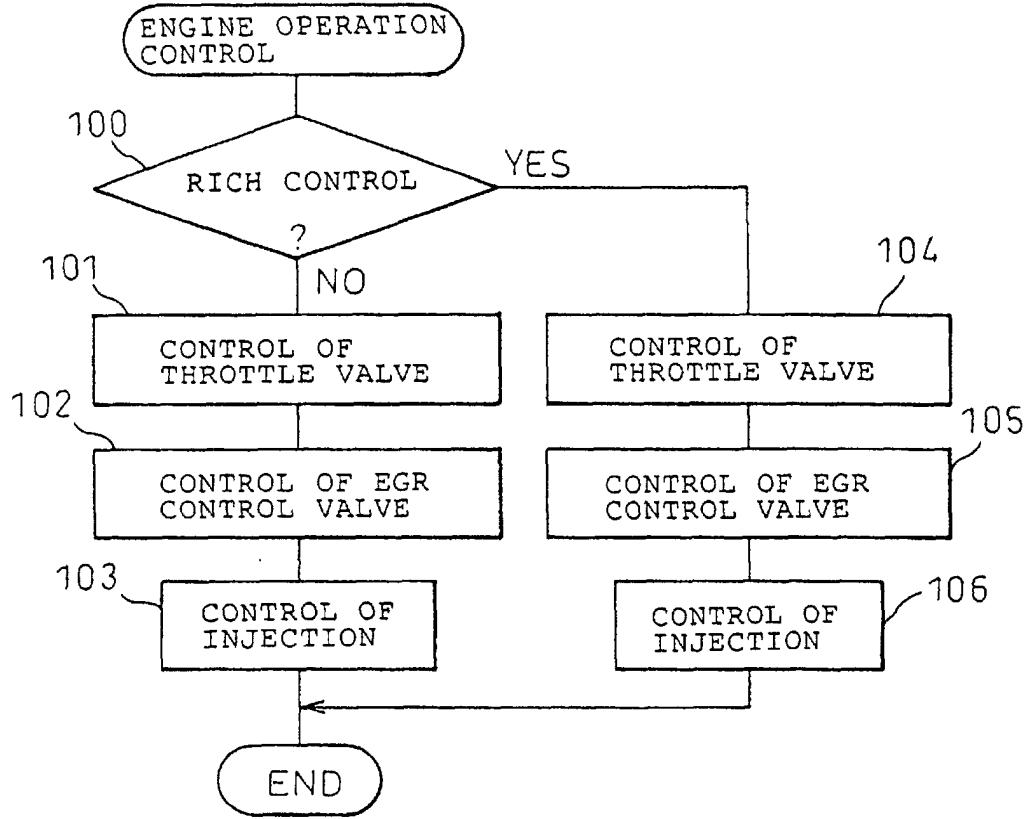 ENGINE OPERATION
CONTROL
100
RICH CONTROL
?
YES
NO
101
CONTROL OF
THROTTLE VALVE
104
CONTROL OF
THROTTLE VALVE
102
CONTROL OF EGR
CONTROL VALVE
105
CONTROL OF EGR
CONTROL VALVE
103
CONTROL OF
INJECTION
106
CONTROL OF
INJECTION
END